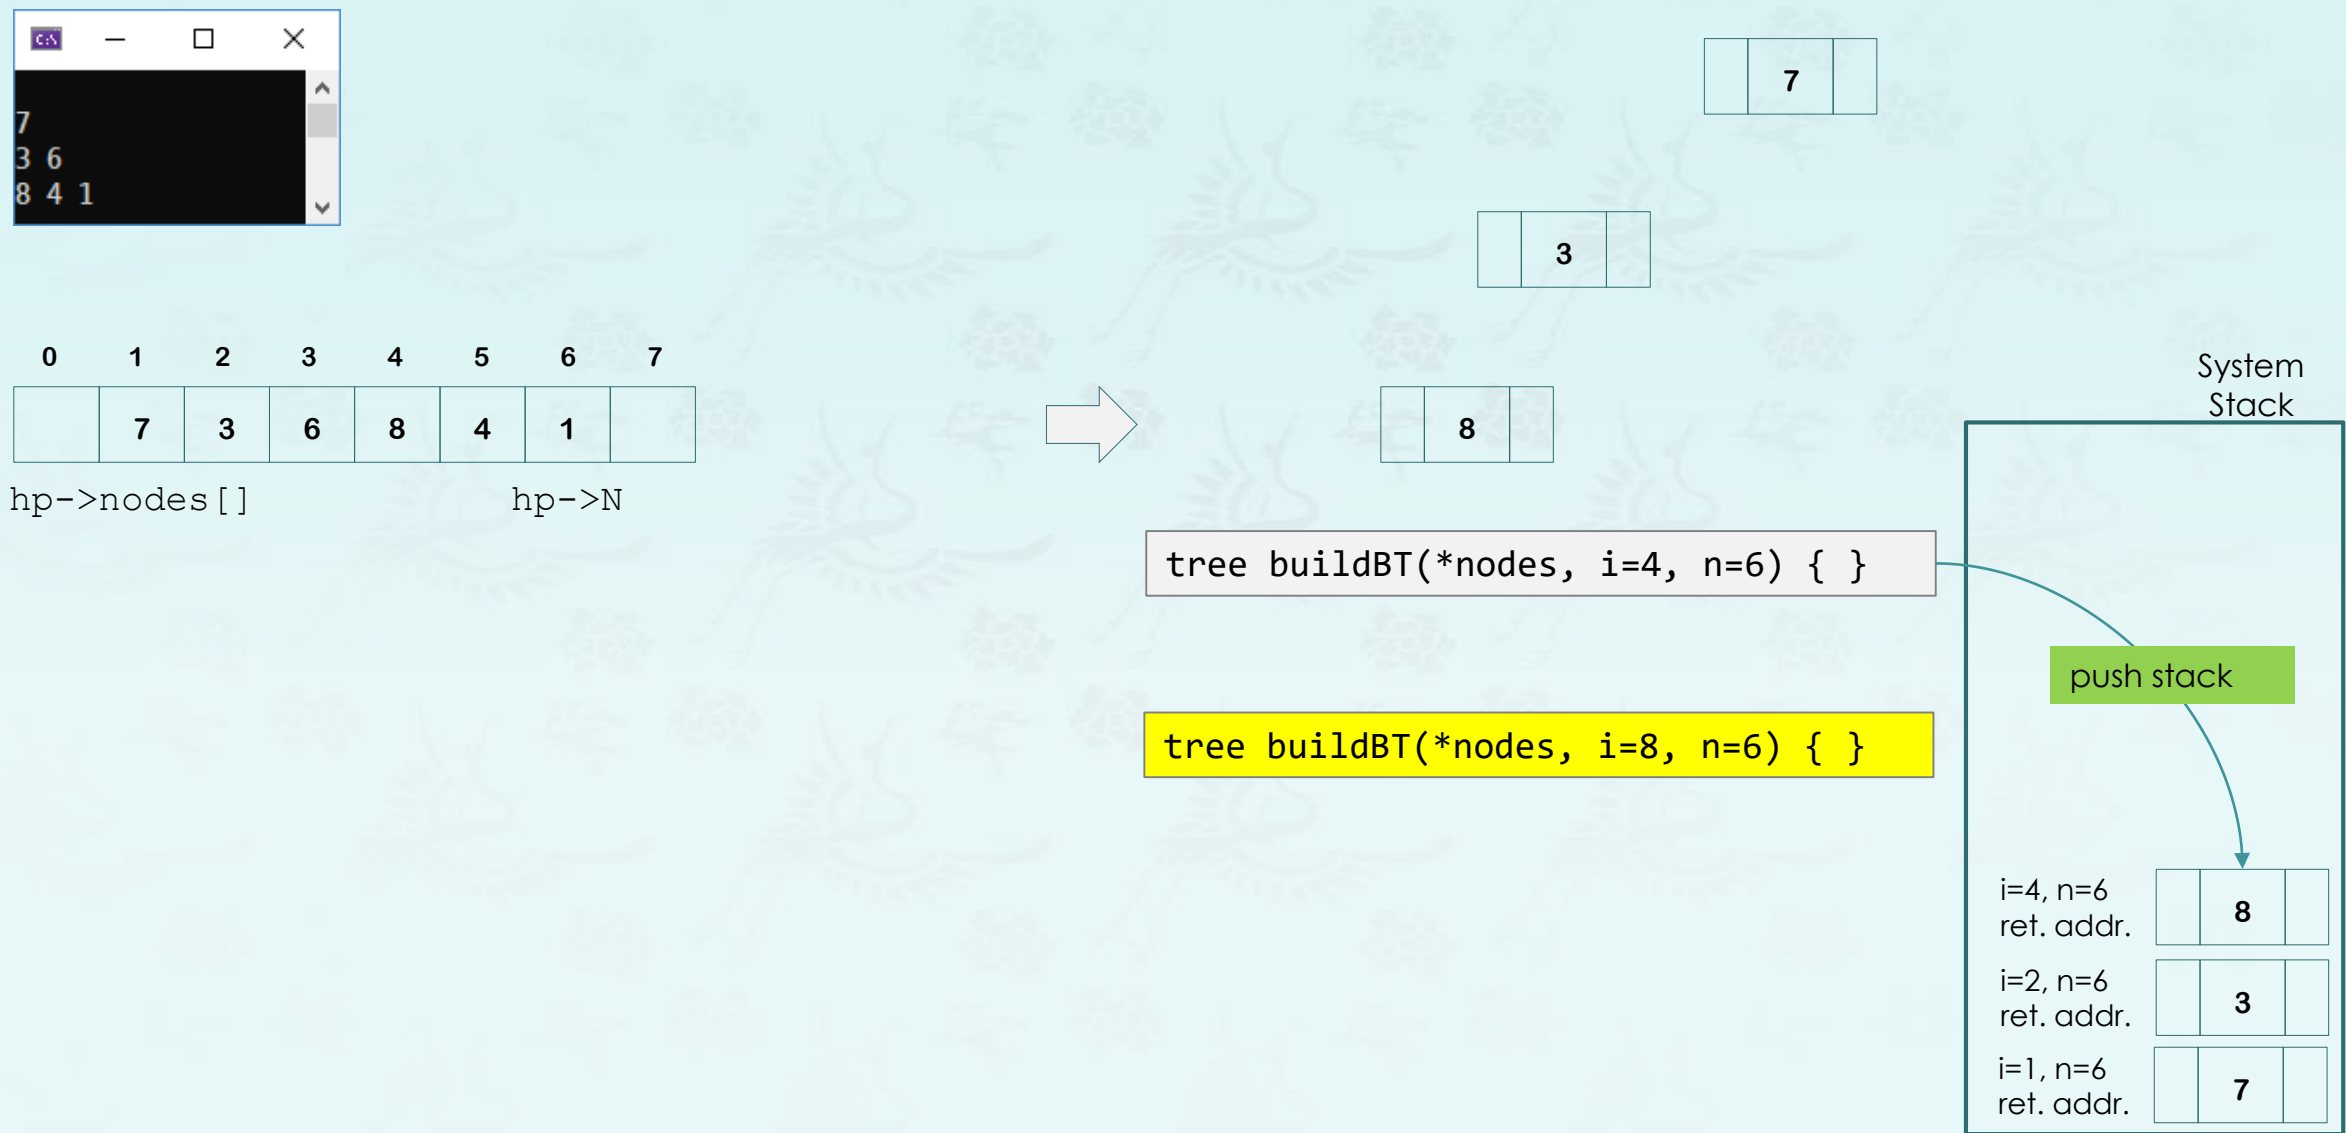 C:\
7
3 6
8 4 1
7
3
0 1 2 3 4 5 6 7
7 3 6 8 4 1
hp->nodes[] hp->N
8
System
Stack
tree buildBT(*nodes, i=4, n=6) { }
push stack
tree buildBT(*nodes, i=8, n=6) { }
i=4, n=6
ret. addr.
8
i=2, n=6
ret. addr.
3
i=1, n=6
ret. addr.
7